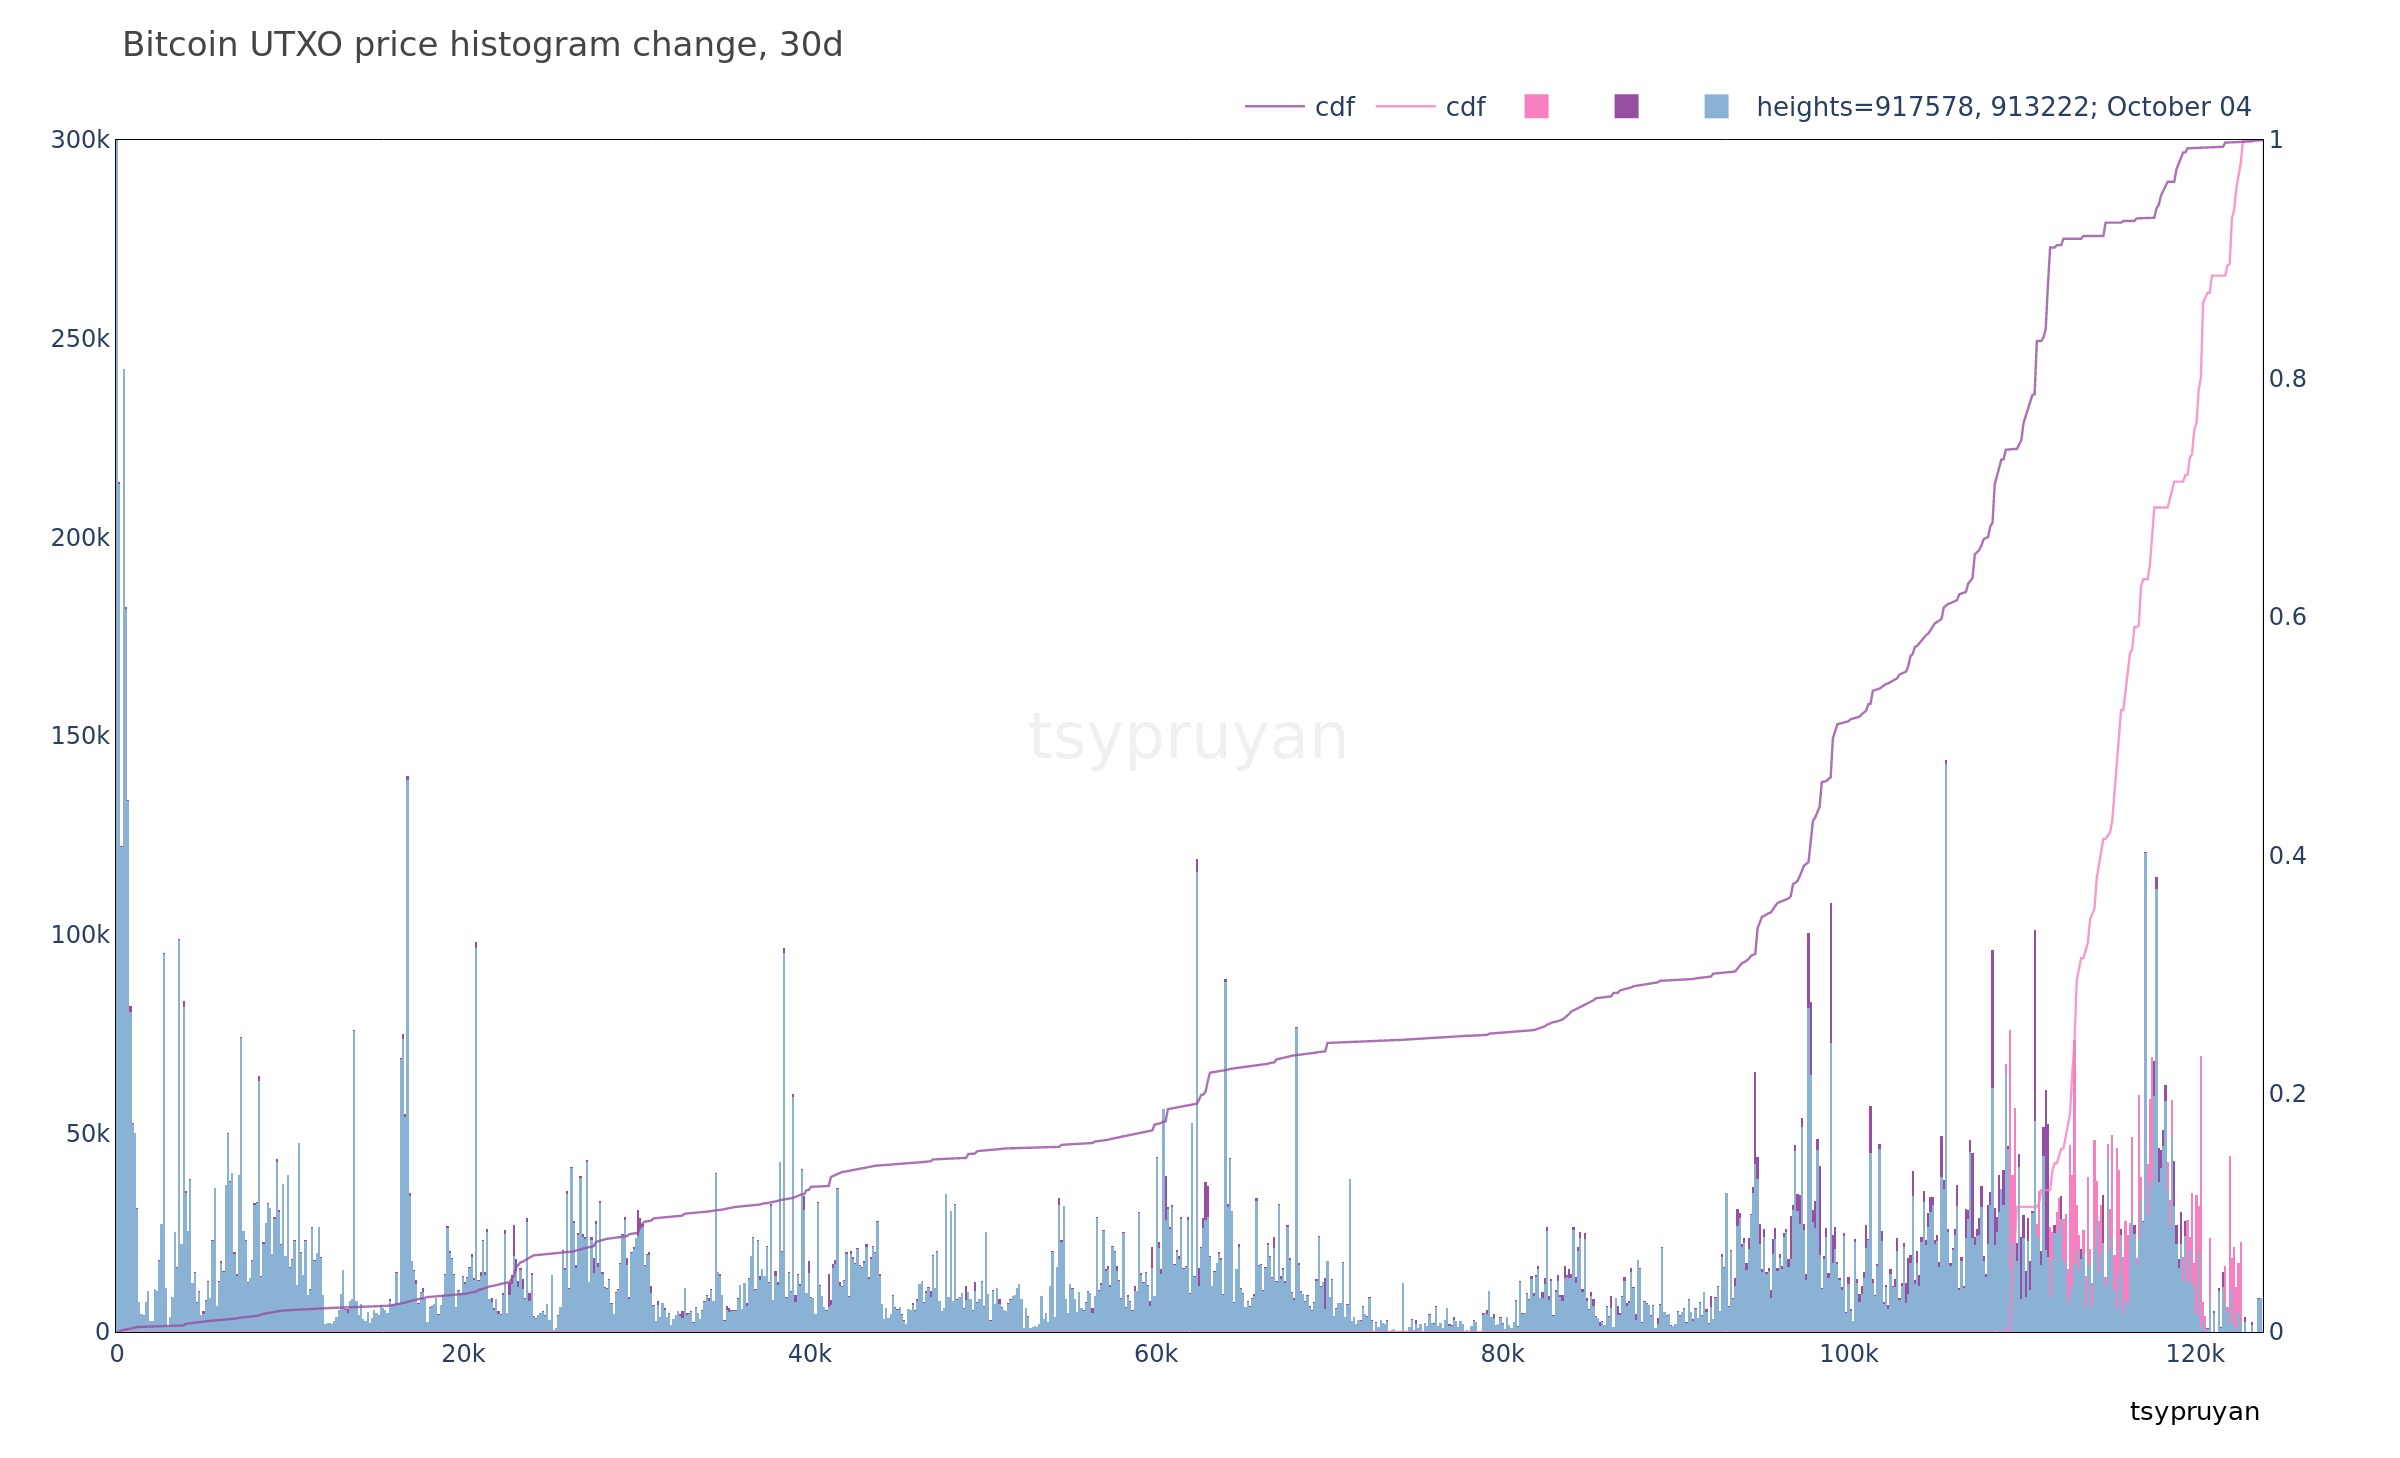 Bitcoin UTXO price histogram change, 30d
cdf cdf heights=917578, 913222; October 04
300k 1
250k
0.8
200k
0.6
150k
tsypruyan
100k
0.4
50k
0.2
0 0
0 20k 40k 60k 80k 100k 120k
tsypruyan